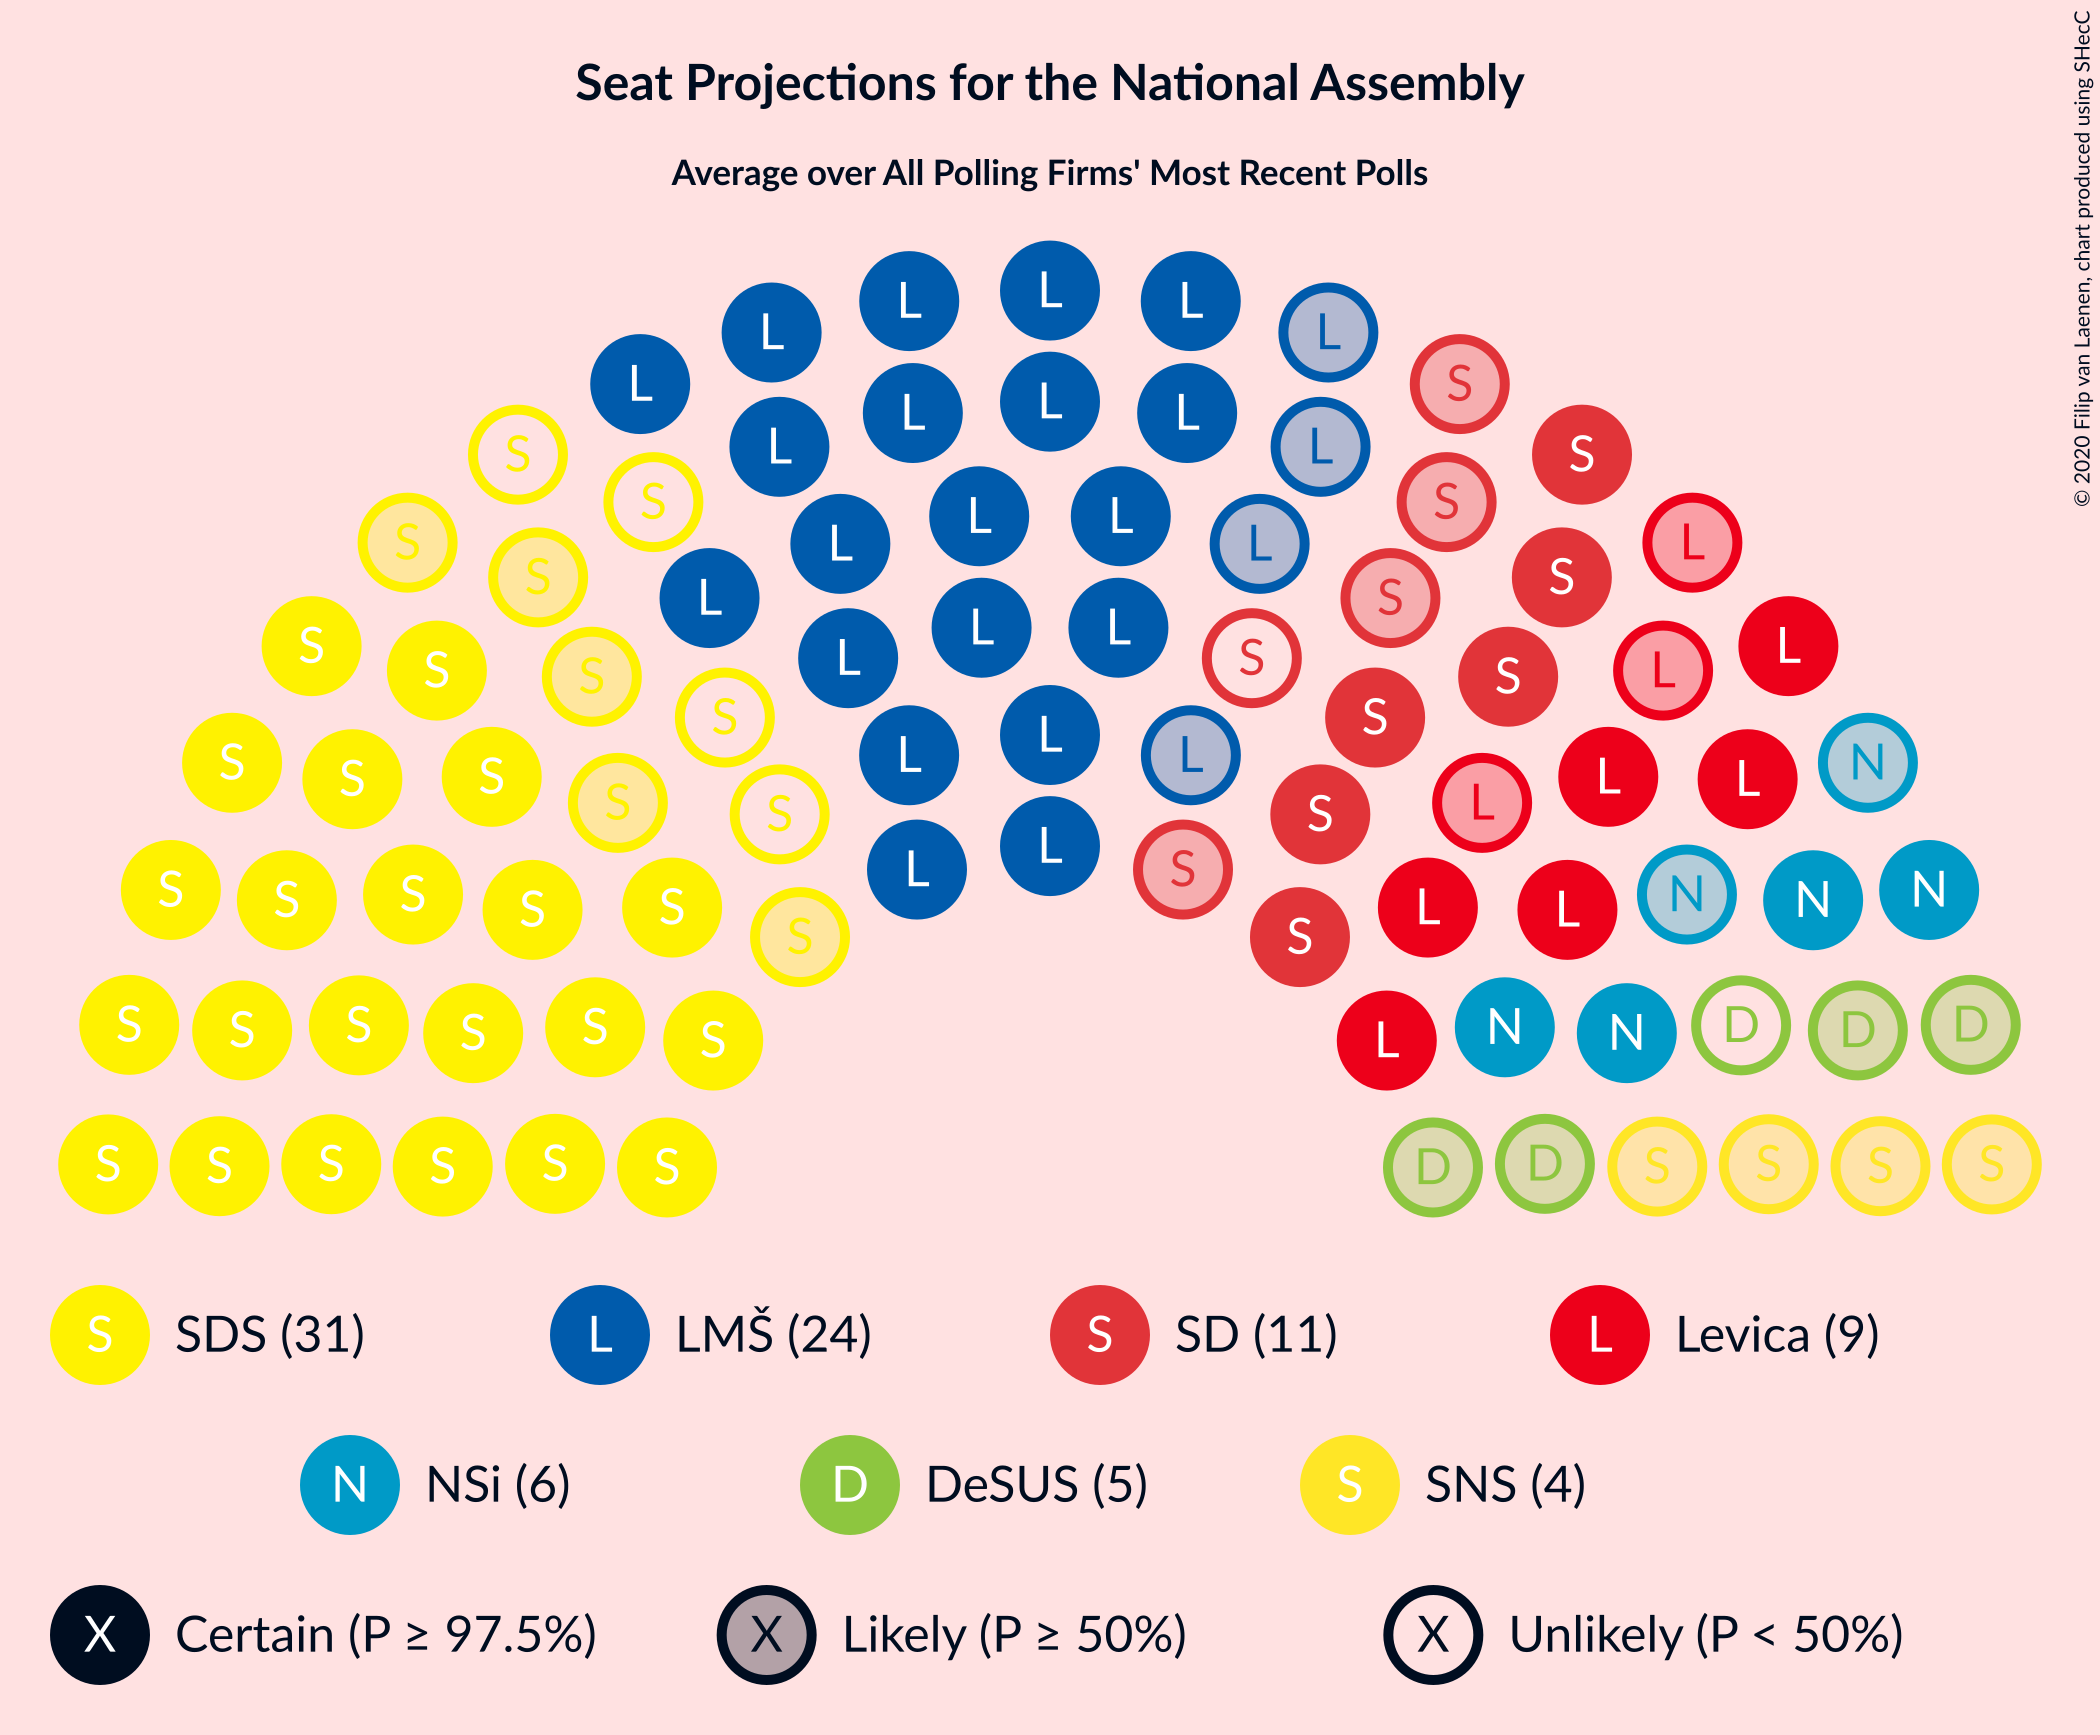 Seat Projections for the National Assembly
Average over All Polling Firms' Most Recent Polls
© 2020 Filip van Laenen, chart produced using SHecC
L L L L L
L L L L L L S
S L L S S
S L L L L S
S S L L S L
S L L S
S L L S L
S S S L S L
S S L L L S L L N
S S L L
S S S
L
S S S S S L S S L L N N N
S S
S S S S S S L N N D D D
S S S S S S D D S S S S
S SDS (31) L LMŠ (24) S SD (11) L Levica (9)
N NSi (6) D DeSUS (5) S SNS (4)
X Certain (P ≥ 97.5%) X Likely (P ≥ 50%) X Unlikely (P < 50%)